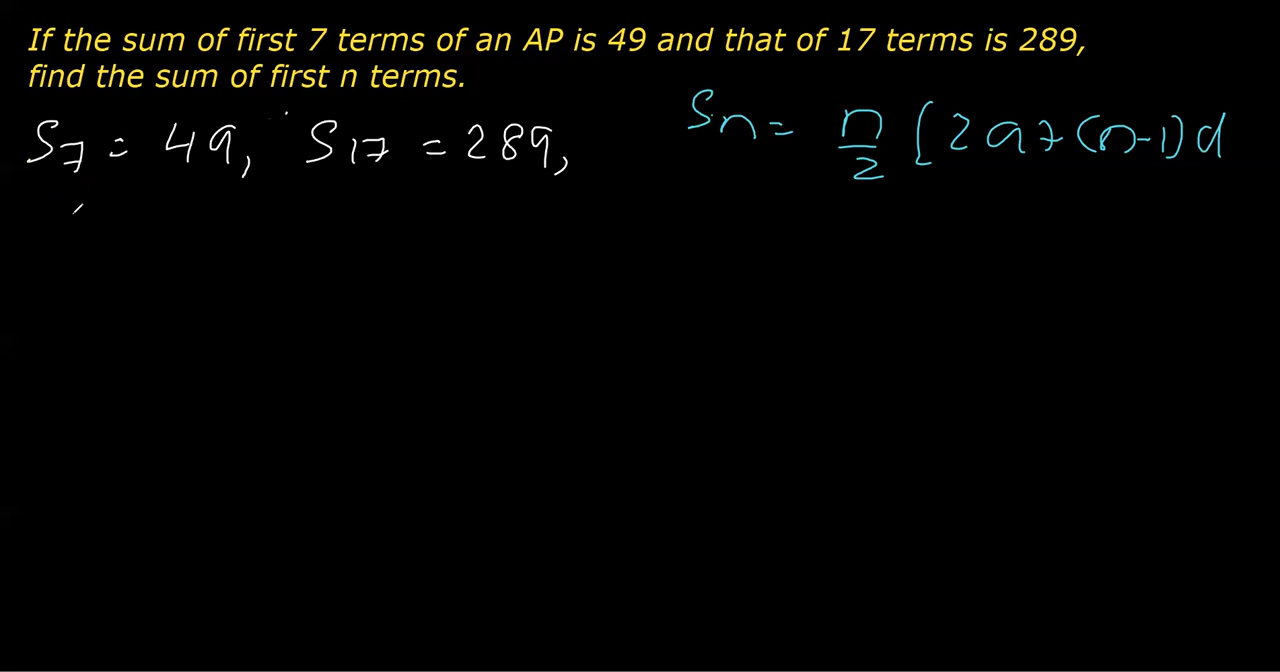 If the sum of first 7 terms of an AP is 49 and that of 17 terms is 289,
find the sum of first n terms.
S7 = 49, S17 = 289,
Sn = n/2 [2a + (n-1)d